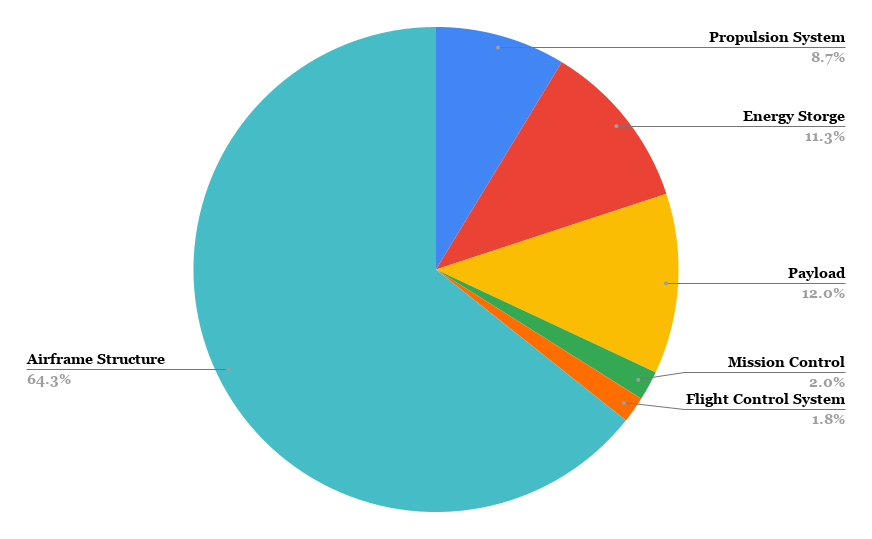 Propulsion System
8.7%
Energy Storge
11.3%
Payload
12.0%
Mission Control
2.0%
Flight Control System
1.8%
Airframe Structure
64.3%